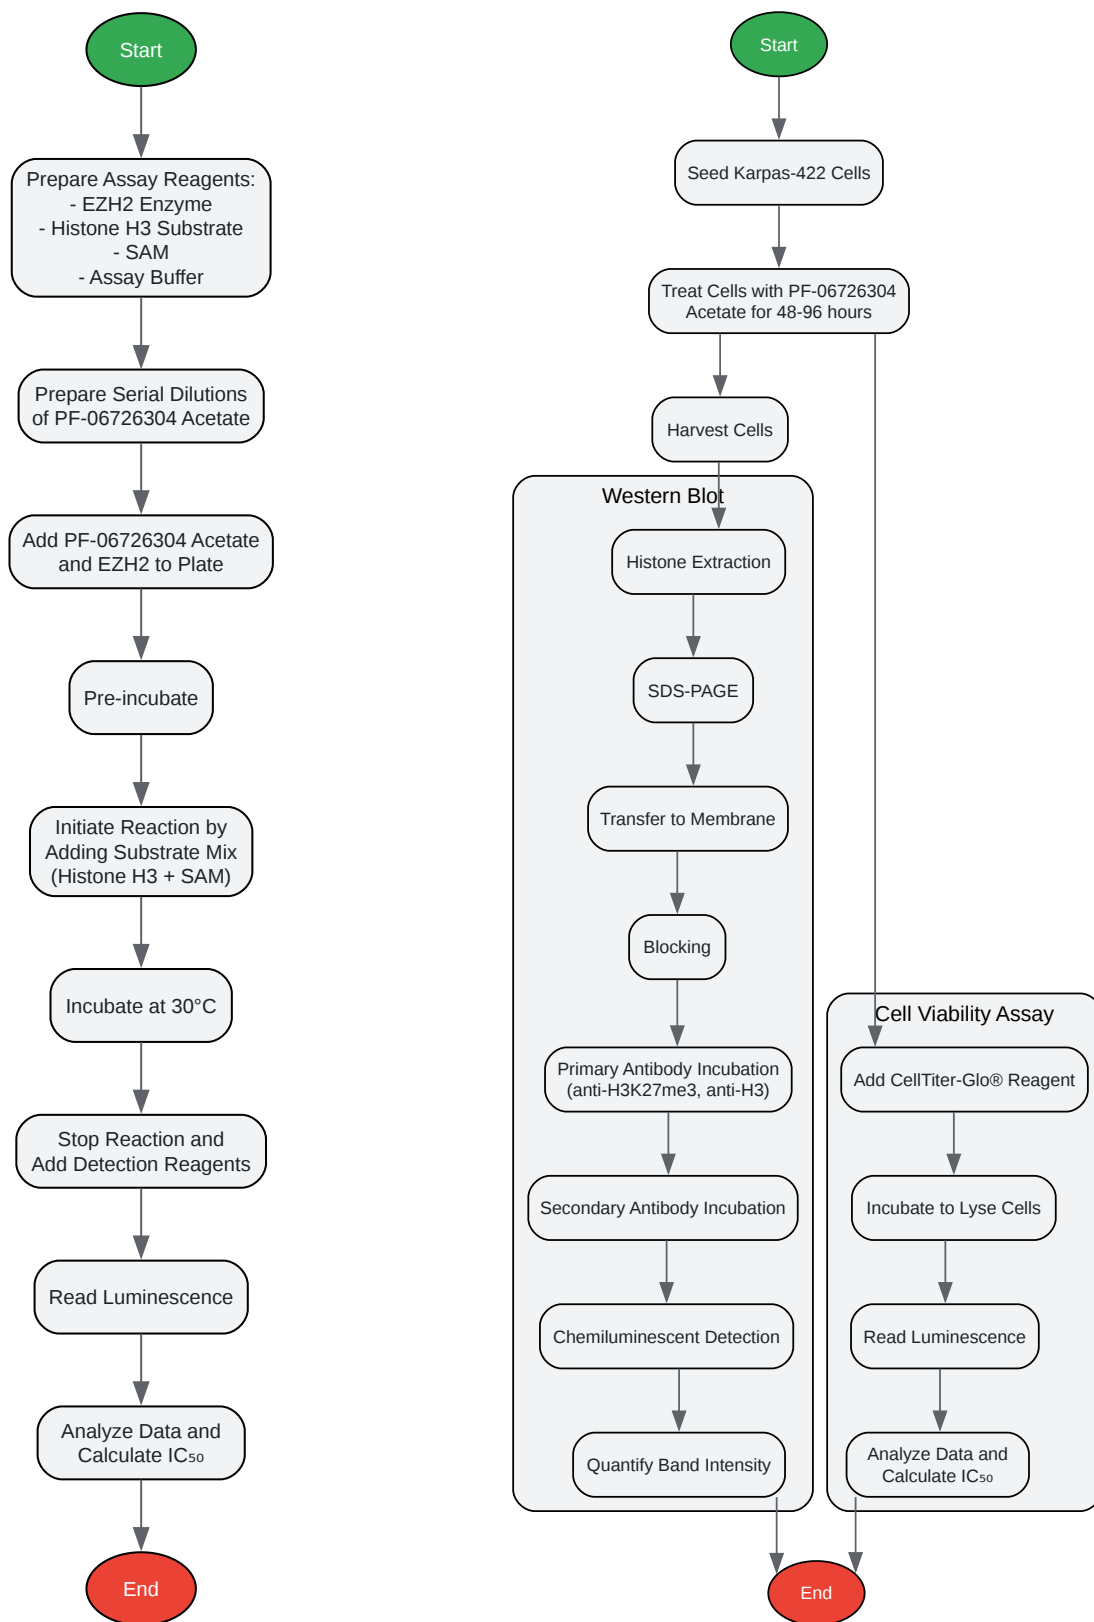 Start
Prepare Assay Reagents:
- EZH2 Enzyme
- Histone H3 Substrate
- SAM
- Assay Buffer
Prepare Serial Dilutions
of PF-06726304 Acetate
Add PF-06726304 Acetate
and EZH2 to Plate
Pre-incubate
Initiate Reaction by
Adding Substrate Mix
(Histone H3 + SAM)
Incubate at 30°C
Stop Reaction and
Add Detection Reagents
Read Luminescence
Analyze Data and
Calculate IC₅₀
End
Start
Seed Karpas-422 Cells
Treat Cells with PF-06726304
Acetate for 48-96 hours
Harvest Cells
Western Blot
Histone Extraction
SDS-PAGE
Transfer to Membrane
Blocking
Primary Antibody Incubation
(anti-H3K27me3, anti-H3)
Secondary Antibody Incubation
Chemiluminescent Detection
Quantify Band Intensity
Cell Viability Assay
Add CellTiter-Glo® Reagent
Incubate to Lyse Cells
Read Luminescence
Analyze Data and
Calculate IC₅₀
End